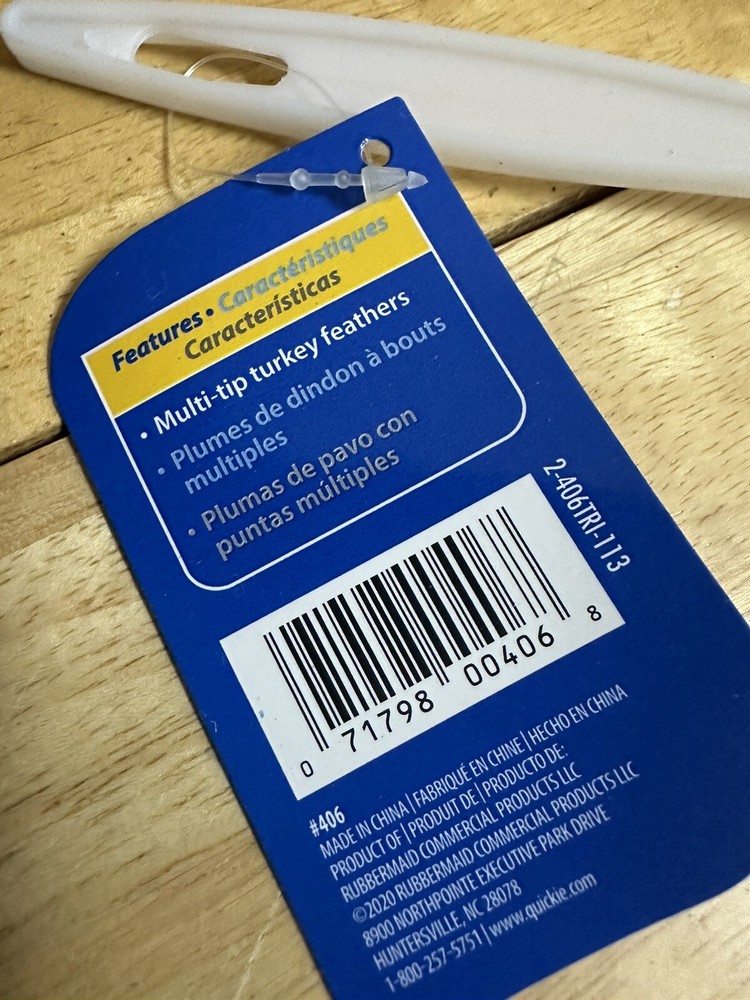 Features • Caractéristiques
Características
• Multi-tip turkey feathers
• Plumes de dindon à bouts
multiples
• Plumas de pavo con
puntas múltiples
2-406TRI-113
0 71798 00406 8
#406
MADE IN CHINA | FABRIQUÉ EN CHINE | HECHO EN CHINA
PRODUCT OF | PRODUIT DE | PRODUCTO DE:
RUBBERMAID COMMERCIAL PRODUCTS LLC
©2020 RUBBERMAID COMMERCIAL PRODUCTS LLC
8900 NORTHPOINTE EXECUTIVE PARK DRIVE
HUNTERSVILLE, NC 28078
1-800-257-5751 | www.quickie.com